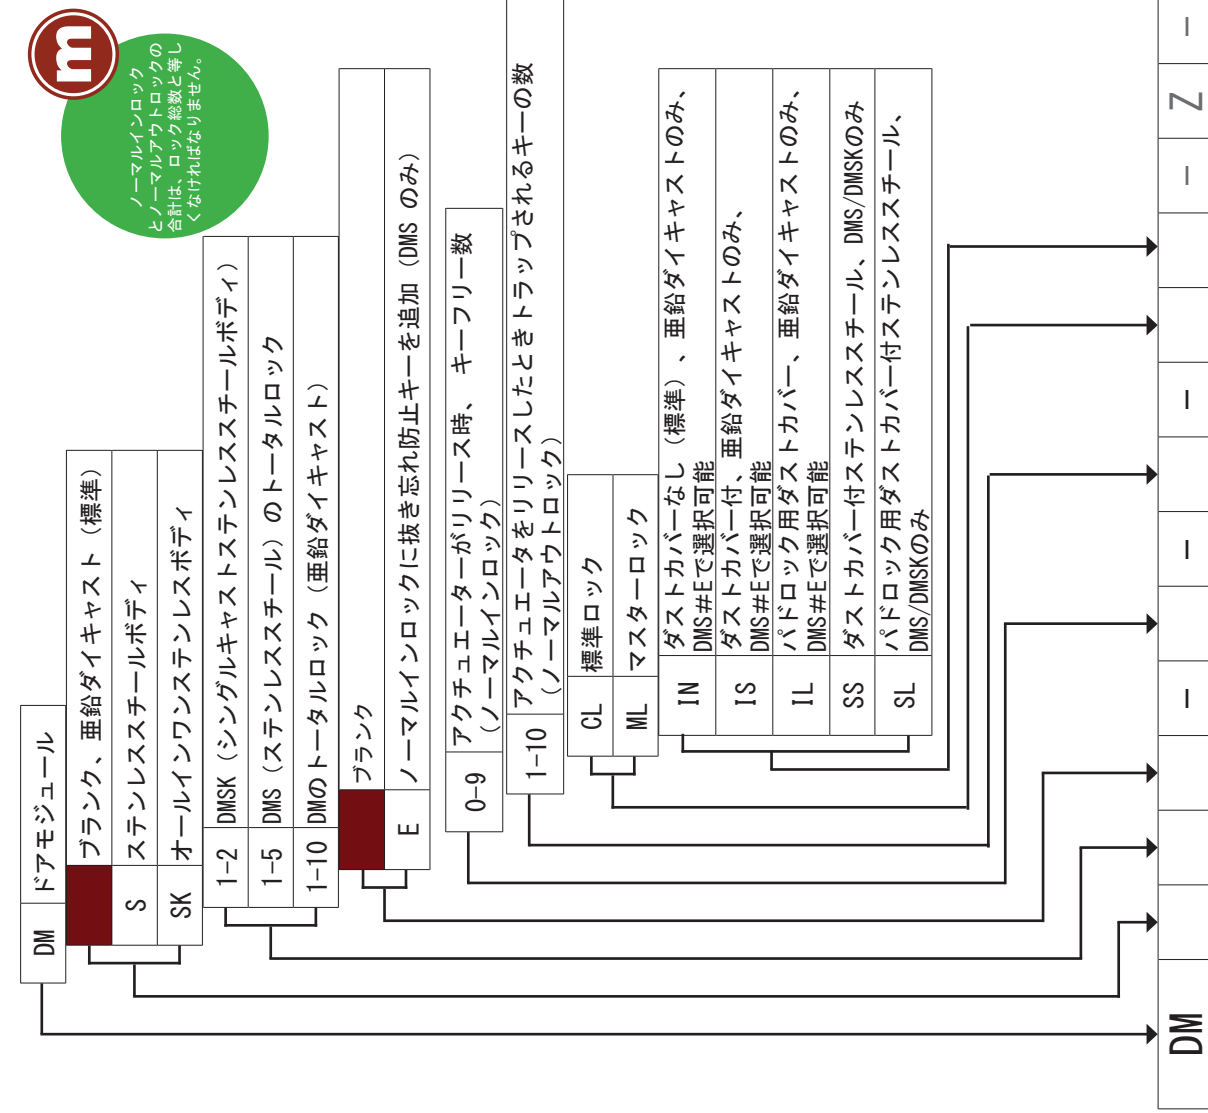 m
ノーマルインロック
とノーマルアウトロックの
合計は、ロック総数と等し
くなければなりません。
DM ドアモジュール
ブランク、亜鉛ダイキャスト（標準）
S ステンレススチールボディ
SK オールインワンステンレスボディ
1-2 DMSK（シングルキャストステンレススチールボディ）
1-5 DMS（ステンレススチール）のトータルロック
1-10 DMのトータルロック（亜鉛ダイキャスト）
ブランク
E ノーマルインロックに抜き忘れ防止キーを追加（DMS のみ）
0-9 アクチュエーターがリリース時、 キーフリー数
（ノーマルインロック）
1-10 アクチュエータをリリースしたときトラップされるキーの数
（ノーマルアウトロック）
CL 標準ロック
ML マスターロック
IN ダストカバーなし（標準）、亜鉛ダイキャストのみ、
DMS#Eで選択可能
IS ダストカバー付、亜鉛ダイキャストのみ、
DMS#Eで選択可能
IL パドロック用ダストカバー、亜鉛ダイキャストのみ、
DMS#Eで選択可能
SS ダストカバー付ステンレススチール、DMS/DMSKのみ
SL パドロック用ダストカバー付ステンレススチール、
DMS/DMSKのみ
DM - - - - Z -